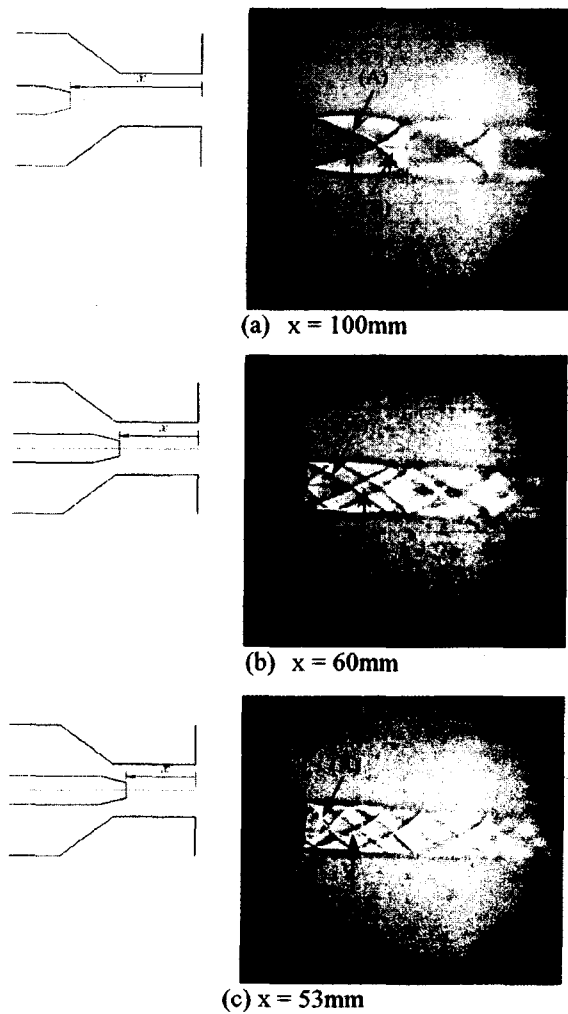 x
(A)
(a) x = 100mm
x
(b) x = 60mm
x
(c) x = 53mm